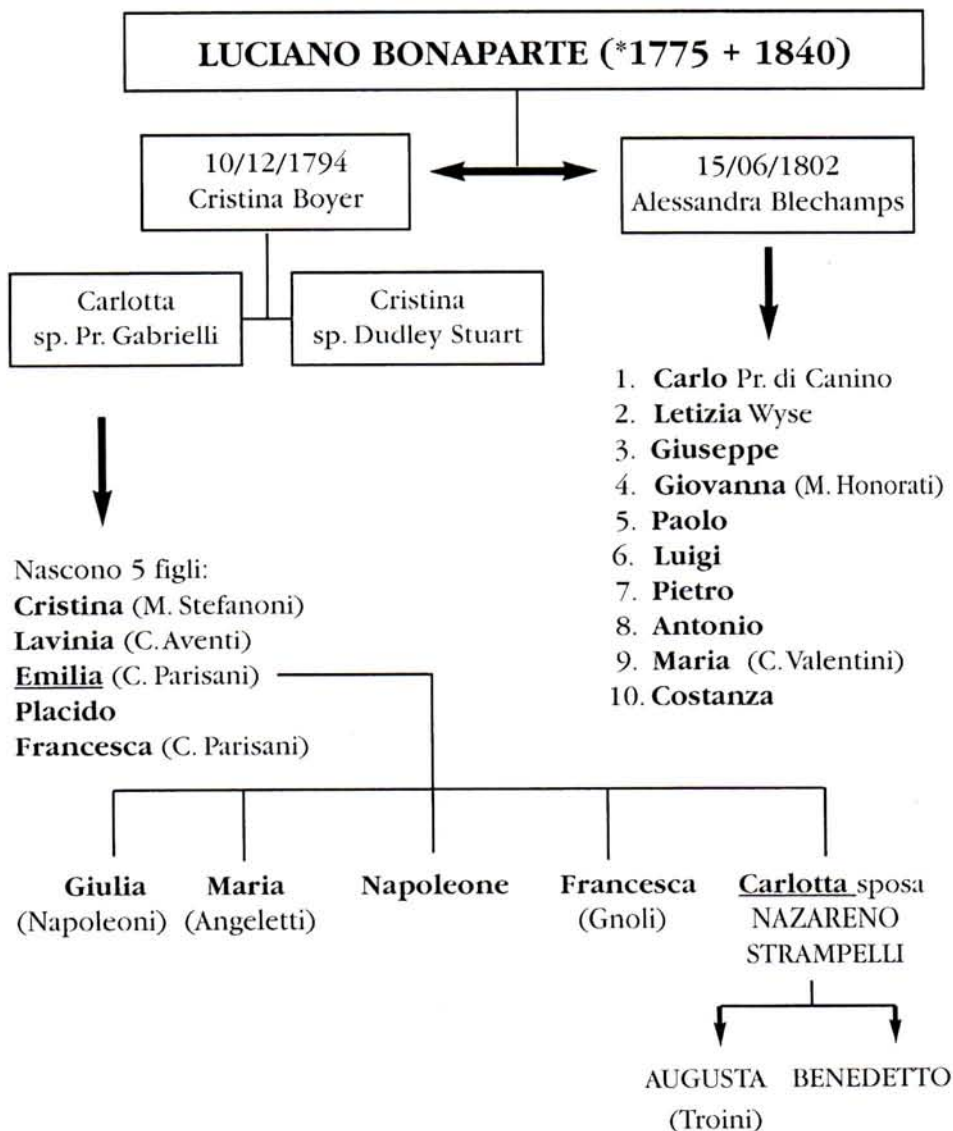 LUCIANO BONAPARTE (*1775 + 1840)
10/12/1794
Cristina Boyer
15/06/1802
Alessandra Blechamps
Carlotta
sp. Pr. Gabrielli
Cristina
sp. Dudley Stuart
1. Carlo Pr. di Canino
2. Letizia Wyse
3. Giuseppe
4. Giovanna (M. Honorati)
5. Paolo
6. Luigi
7. Pietro
8. Antonio
9. Maria (C. Valentini)
10. Costanza
Nascono 5 figli:
Cristina (M. Stefanoni)
Lavinia (C. Aventi)
Emilia (C. Parisani)
Placido
Francesca (C. Parisani)
Giulia
(Napoleoni)
Maria
(Angeletti)
Napoleone
Francesca
(Gnoli)
Carlotta sposa
NAZARENO
STRAMPELLI
AUGUSTA
(Troini)
BENEDETTO